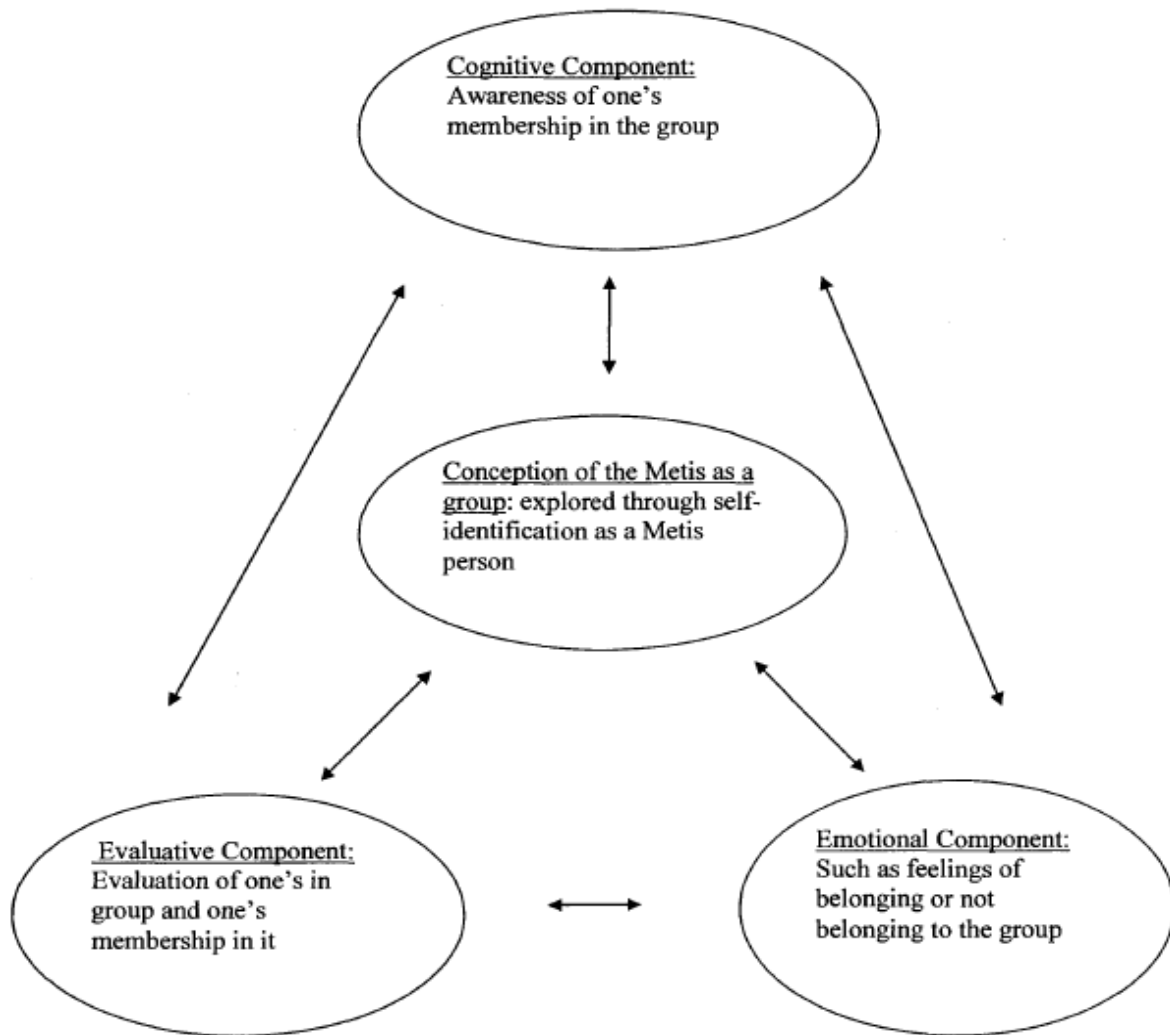 Cognitive Component:
Awareness of one's
membership in the group
Conception of the Metis as a
group: explored through self-
identification as a Metis
person
Evaluative Component:
Evaluation of one's in
group and one's
membership in it
Emotional Component:
Such as feelings of
belonging or not
belonging to the group